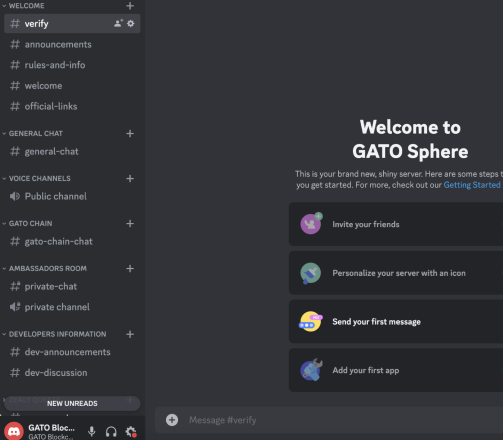 WELCOME
verify
announcements
rules-and-info
welcome
official-links
GENERAL CHAT
general-chat
VOICE CHANNELS
Public channel
GATO CHAIN
gato-chain-chat
AMBASSADORS ROOM
private-chat
private channel
DEVELOPERS INFORMATION
dev-announcements
dev-discussion
NEW UNREADS
GATO Bloc...
GATO Blockc...
Welcome to
GATO Sphere
This is your brand new, shiny server. Here are some steps t
you get started. For more, check out our Getting Started
Invite your friends
Personalize your server with an icon
Send your first message
Add your first app
Message #verify